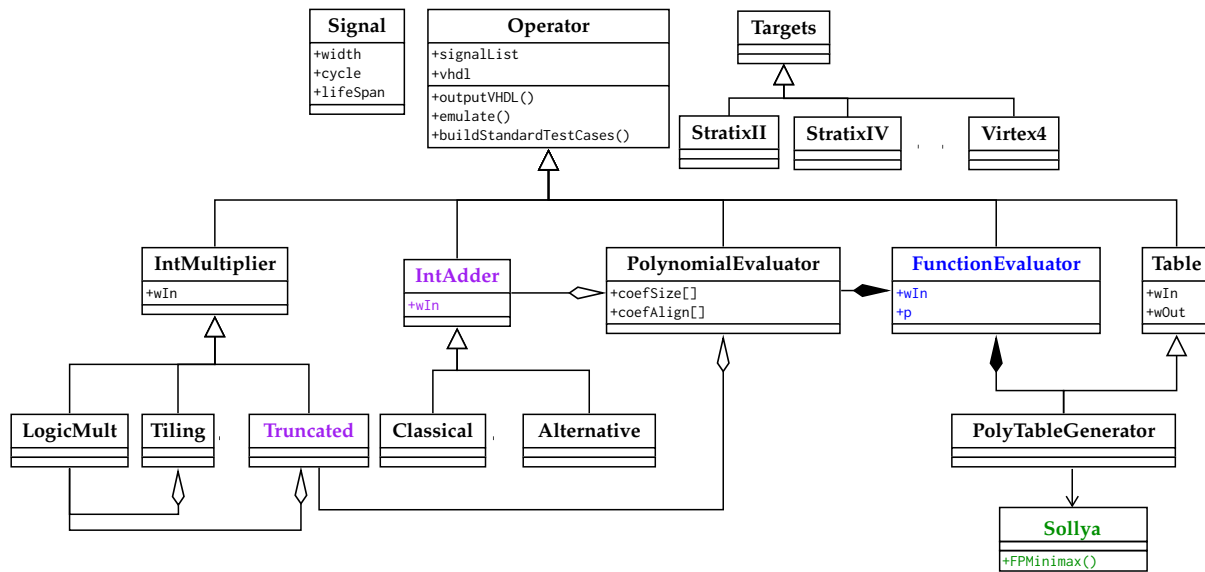 Signal
+width
+cycle
+lifeSpan
Operator
+signalList
+vhdl
+outputVHDL()
+emulate()
+buildStandardTestCases()
Targets
StratixII
StratixIV
Virtex4
IntMultiplier
+wIn
IntAdder
+wIn
PolynomialEvaluator
+coefSize[]
+coefAlign[]
FunctionEvaluator
+wIn
+p
Table
+wIn
+wOut
LogicMult
Tiling
Truncated
Classical
Alternative
PolyTableGenerator
Sollya
+FPMinimax()